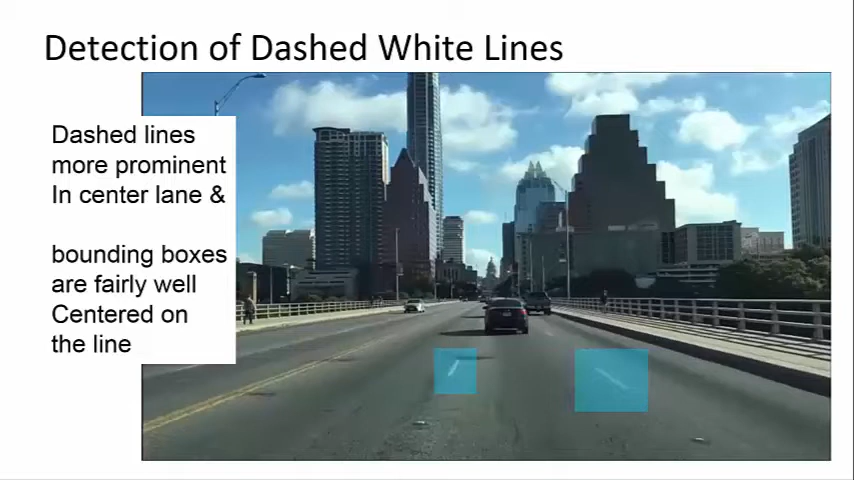 Detection of Dashed White Lines
Dashed lines
more prominent
In center lane &
bounding boxes
are fairly well
Centered on
the line